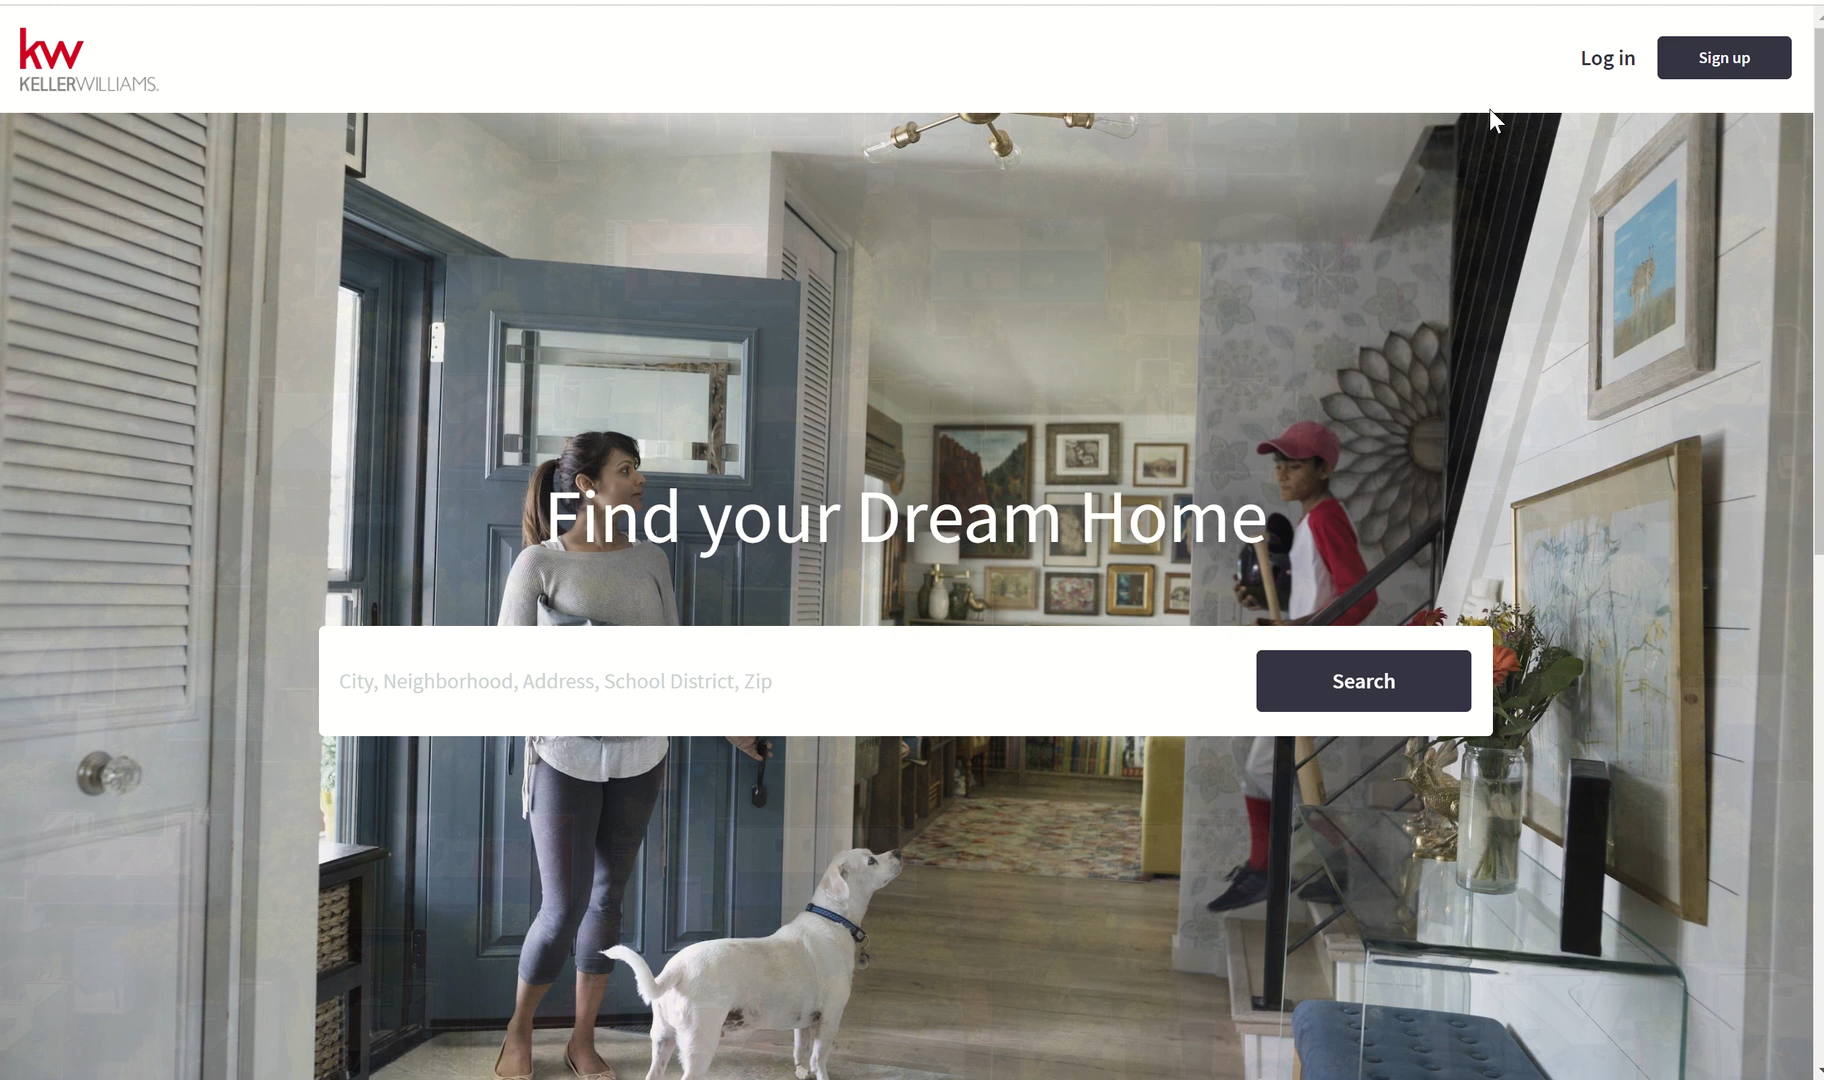 kw
KELLERWILLIAMS.
Log in
Sign up
Find your Dream Home
City, Neighborhood, Address, School District, Zip
Search